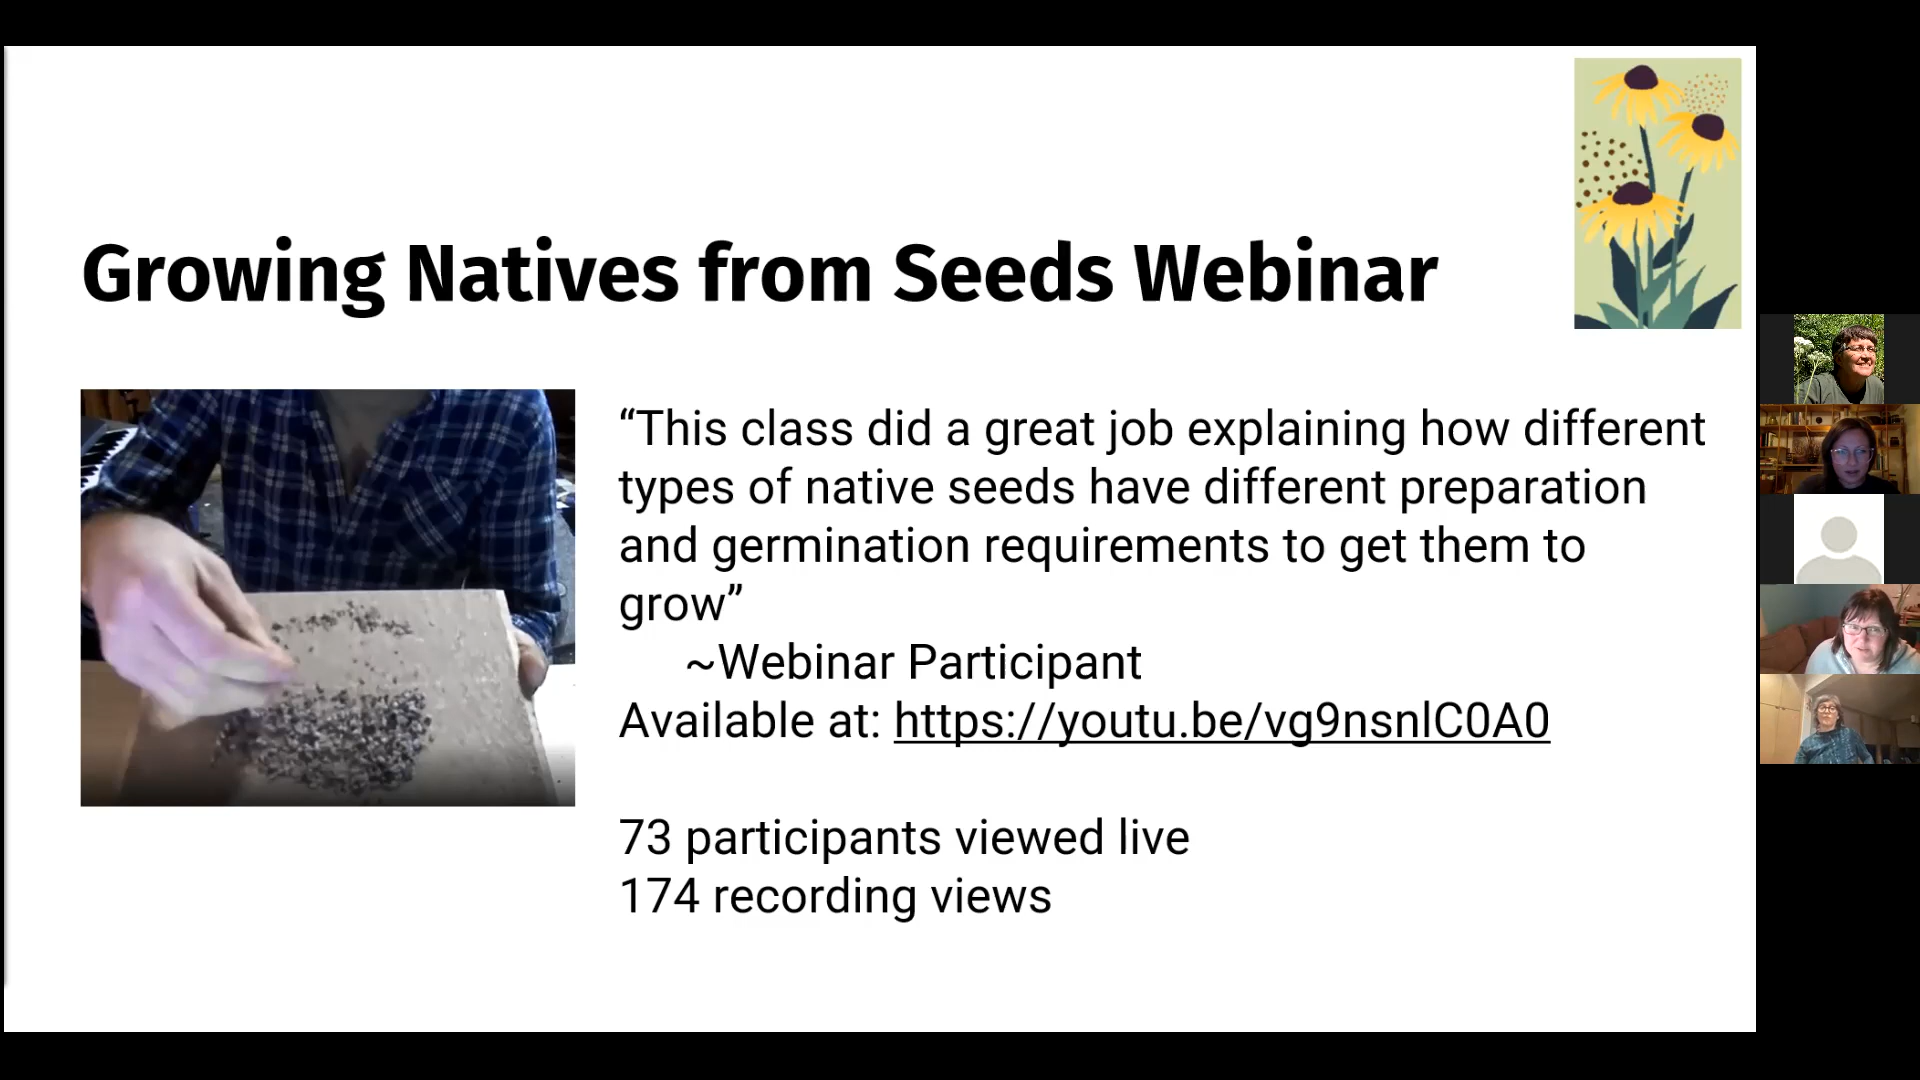 Growing Natives from Seeds Webinar
“This class did a great job explaining how different
types of native seeds have different preparation
and germination requirements to get them to
grow”
~Webinar Participant
Available at: https://youtu.be/vg9nsnlC0A0
73 participants viewed live
174 recording views